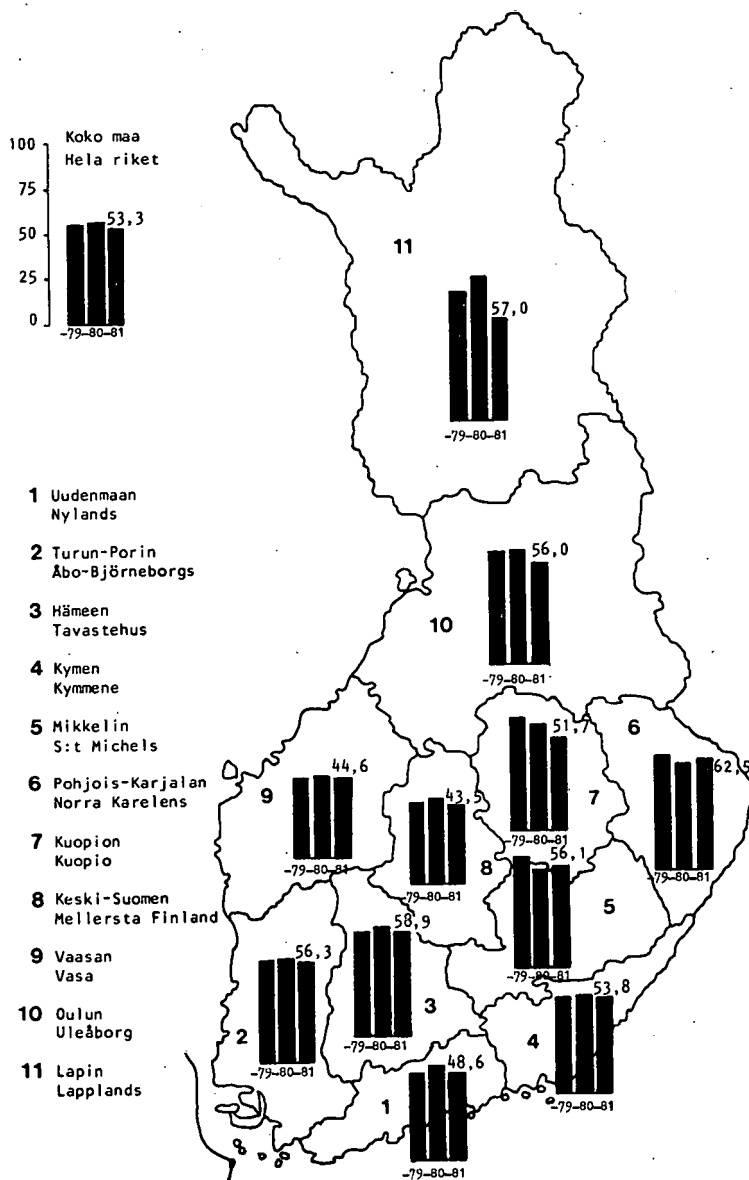 Koko maa
Hela riket
100
75
50
25
0
53,3
-79-80-81
11
57,0
-79-80-81
1 Uudenmaan
Nylands
2 Turun-Porin
Åbo-Björneborgs
3 Hämeen
Tavastehus
4 Kymen
Kymmene
5 Mikkelin
S:t Michels
6 Pohjois-Karjalan
Norra Karelens
7 Kuopion
Kuopio
8 Keski-Suomen
Mellersta Finland
9 Vaasan
Vasa
10 Oulun
Uleåborg
11 Lapin
Lapplands
56,0
10
-79-80-81
51,7
7
-79-80-81
6
62,5
-79-80-81
44,6
9
-79-80-81
43,5
8
-79-80-81
56,1
5
-79-80-81
58,9
3
-79-80-81
56,3
2
-79-80-81
53,8
4
-79-80-81
48,6
1
-79-80-81